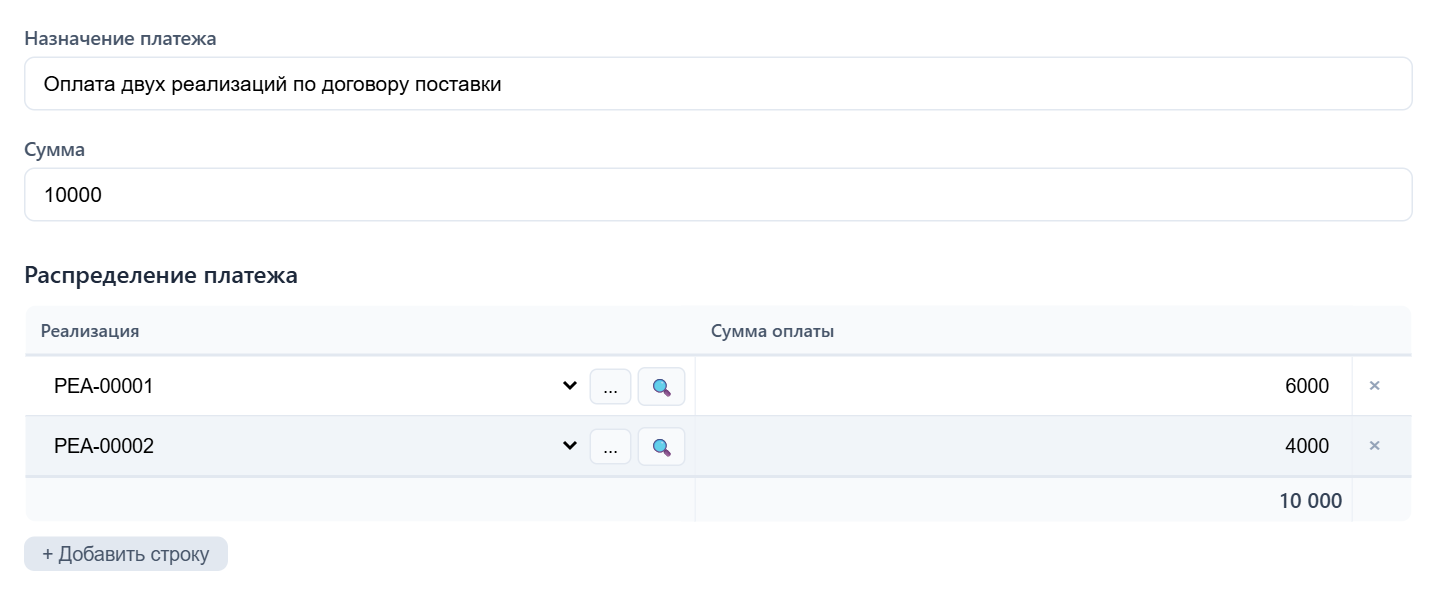 Назначение платежа
Оплата двух реализаций по договору поставки
Сумма
10000
Распределение платежа
Реализация Сумма оплаты
РЕА-00001 ... 6000 ×
РЕА-00002 ... 4000 ×
10 000
+ Добавить строку